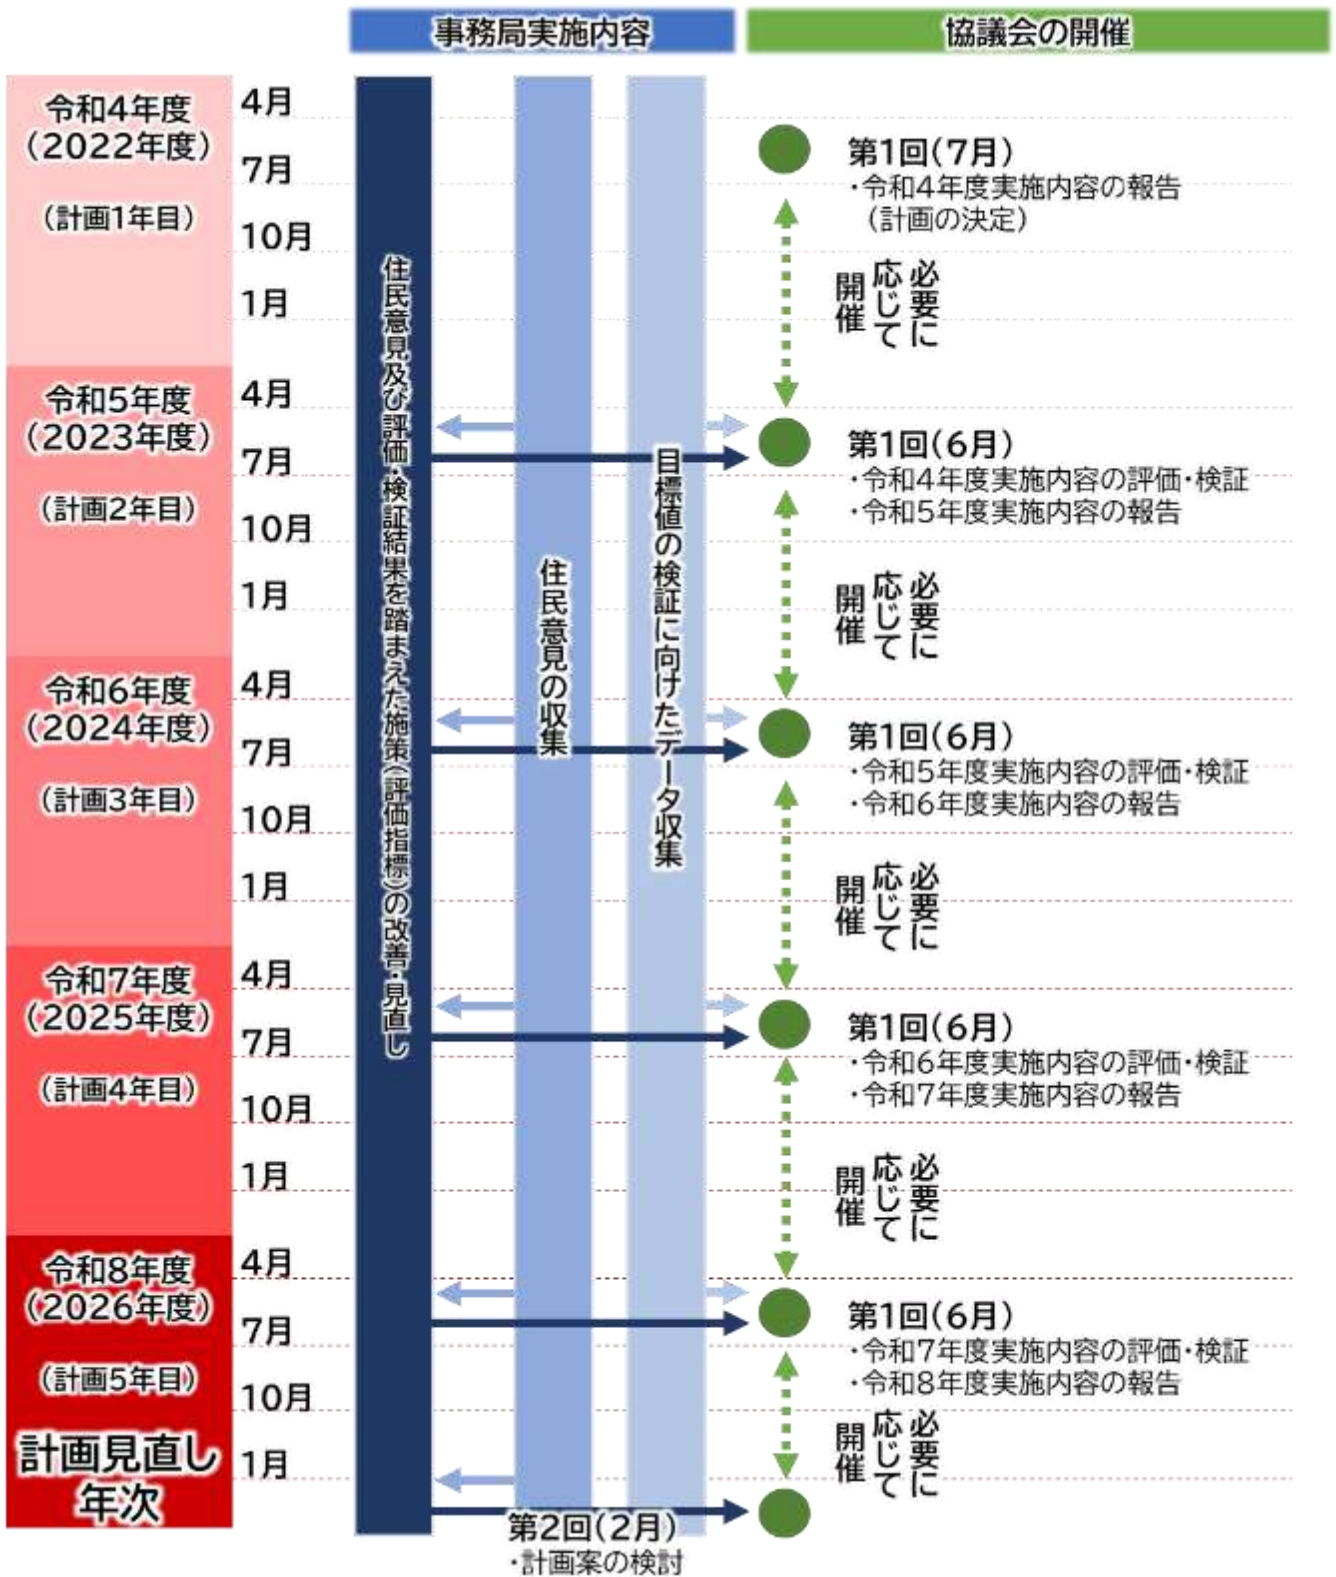 事務局実施内容
協議会の開催
令和4年度
（2022年度）
（計画1年目）
4月
7月
10月
1月
第1回（7月）
・令和4年度実施内容の報告
（計画の決定）
必要に
応じて
開催
令和5年度
（2023年度）
（計画2年目）
4月
7月
10月
1月
第1回（6月）
・令和4年度実施内容の評価・検証
・令和5年度実施内容の報告
必要に
応じて
開催
令和6年度
（2024年度）
（計画3年目）
4月
7月
10月
1月
第1回（6月）
・令和5年度実施内容の評価・検証
・令和6年度実施内容の報告
必要に
応じて
開催
令和7年度
（2025年度）
（計画4年目）
4月
7月
10月
1月
第1回（6月）
・令和6年度実施内容の評価・検証
・令和7年度実施内容の報告
必要に
応じて
開催
令和8年度
（2026年度）
（計画5年目）
計画見直し
年次
4月
7月
10月
1月
第1回（6月）
・令和7年度実施内容の評価・検証
・令和8年度実施内容の報告
必要に
応じて
開催
住民意見及び評価・検証結果を踏まえた施策（評価指標）の改善・見直し
住民意見の収集
目標値の検証に向けたデータ収集
第2回（2月）
・計画案の検討